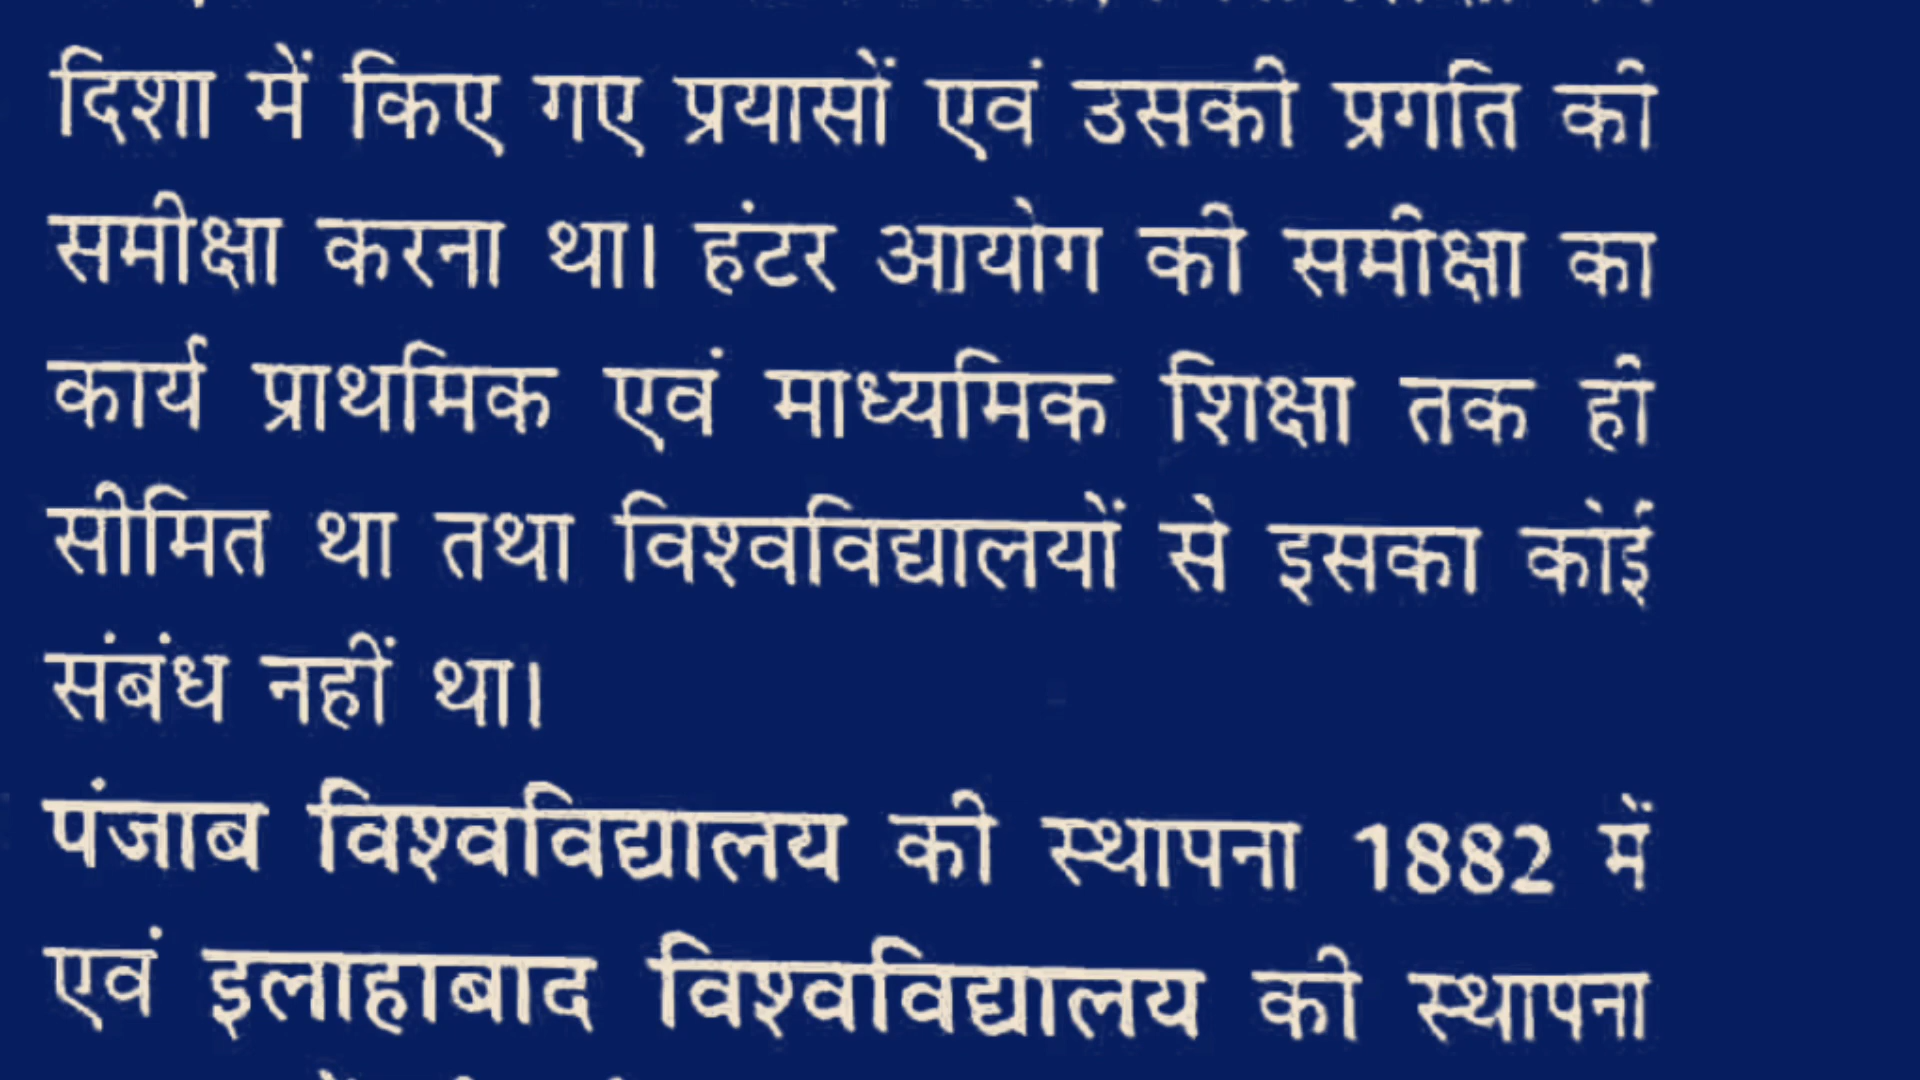 दिशा में किए गए प्रयासों एवं उसकी प्रगति की
समीक्षा करना था। हंटर आयोग की समीक्षा का
कार्य प्राथमिक एवं माध्यमिक शिक्षा तक ही
सीमित था तथा विश्वविद्यालयों से इसका कोई
संबंध नहीं था।
पंजाब विश्वविद्यालय की स्थापना 1882 में
एवं इलाहाबाद विश्वविद्यालय की स्थापना